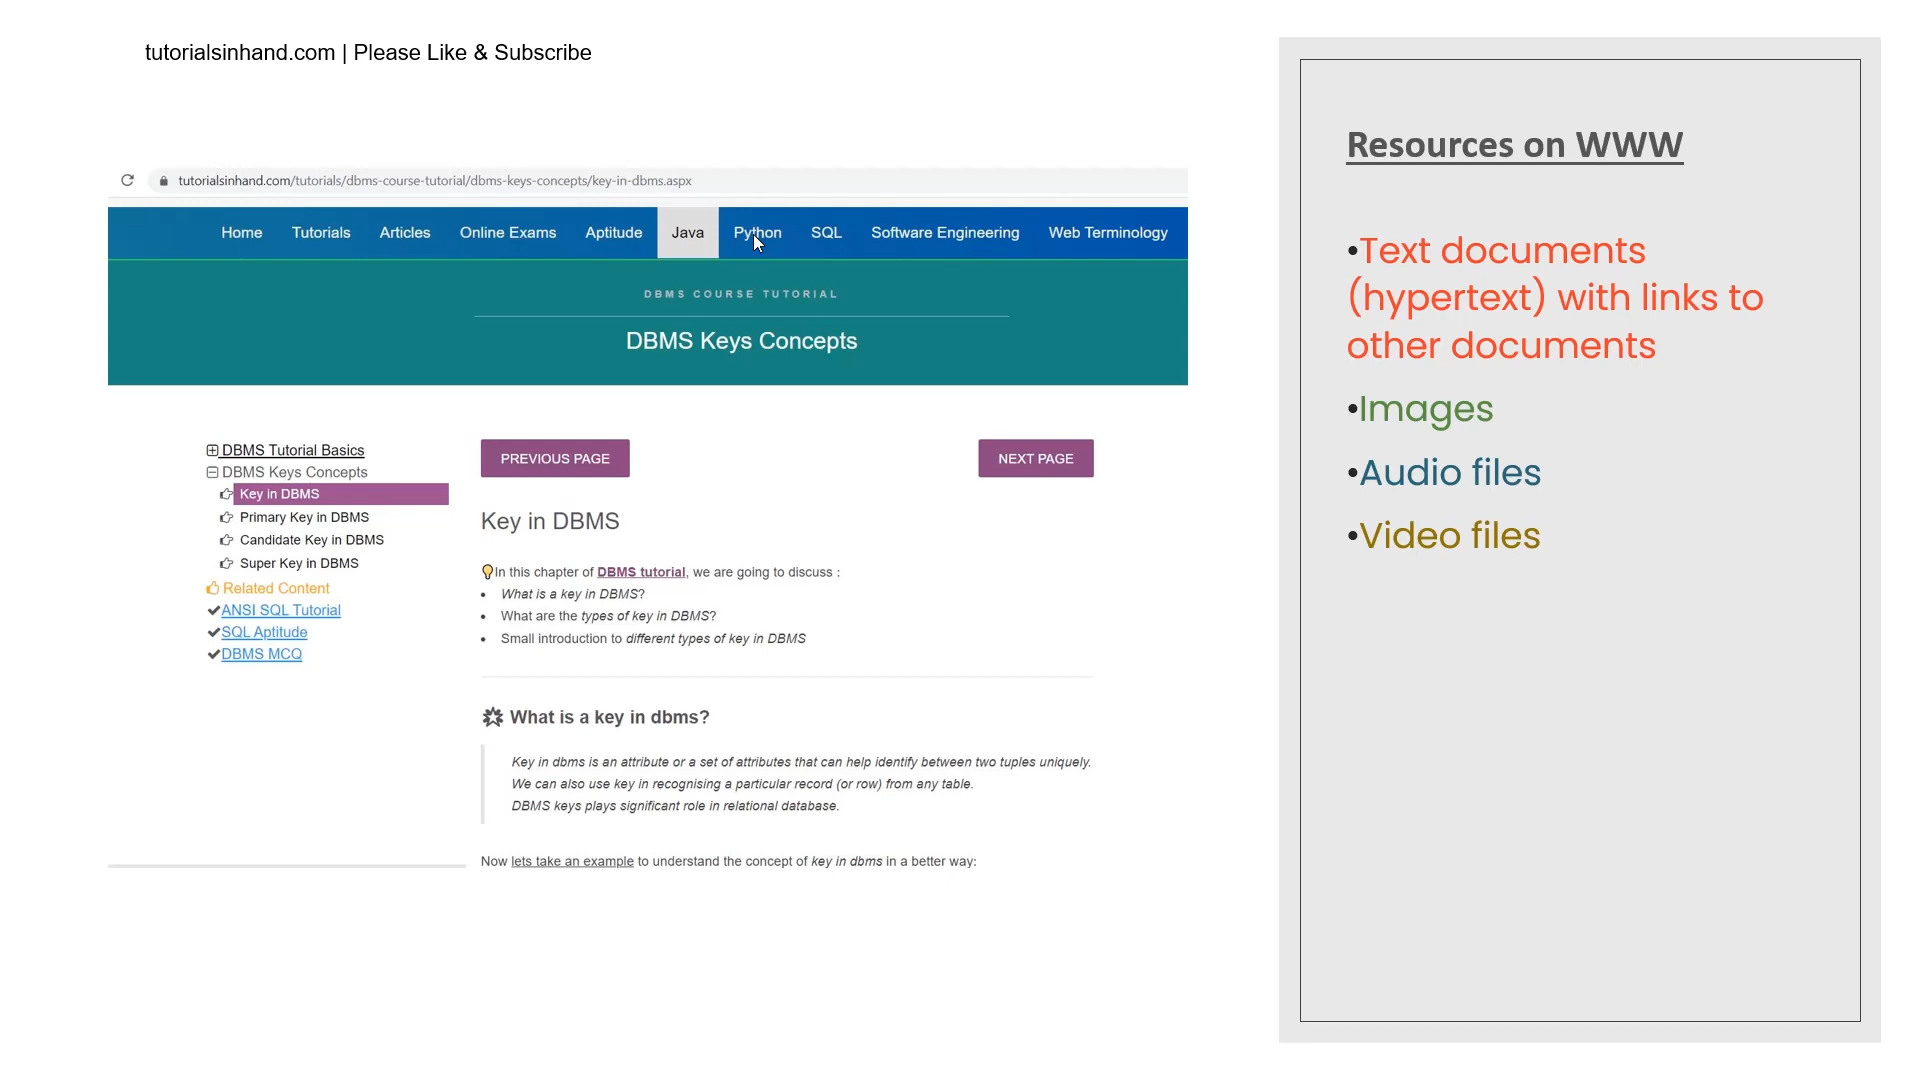 tutorialsinhand.com | Please Like & Subscribe
tutorialsinhand.com/tutorials/dbms-course-tutorial/dbms-keys-concepts/key-in-dbms.aspx
Home Tutorials Articles Online Exams Aptitude Java Python SQL Software Engineering Web Terminology
DBMS COURSE TUTORIAL
DBMS Keys Concepts
DBMS Tutorial Basics
DBMS Keys Concepts
Key in DBMS
Primary Key in DBMS
Candidate Key in DBMS
Super Key in DBMS
Related Content
ANSI SQL Tutorial
SQL Aptitude
DBMS MCQ
PREVIOUS PAGE NEXT PAGE
Key in DBMS
In this chapter of DBMS tutorial, we are going to discuss :
• What is a key in DBMS?
• What are the types of key in DBMS?
• Small introduction to different types of key in DBMS
What is a key in dbms?
Key in dbms is an attribute or a set of attributes that can help identify between two tuples uniquely.
We can also use key in recognising a particular record (or row) from any table.
DBMS keys plays significant role in relational database.
Now lets take an example to understand the concept of key in dbms in a better way:
Resources on WWW
•Text documents
(hypertext) with links to
other documents
•Images
•Audio files
•Video files